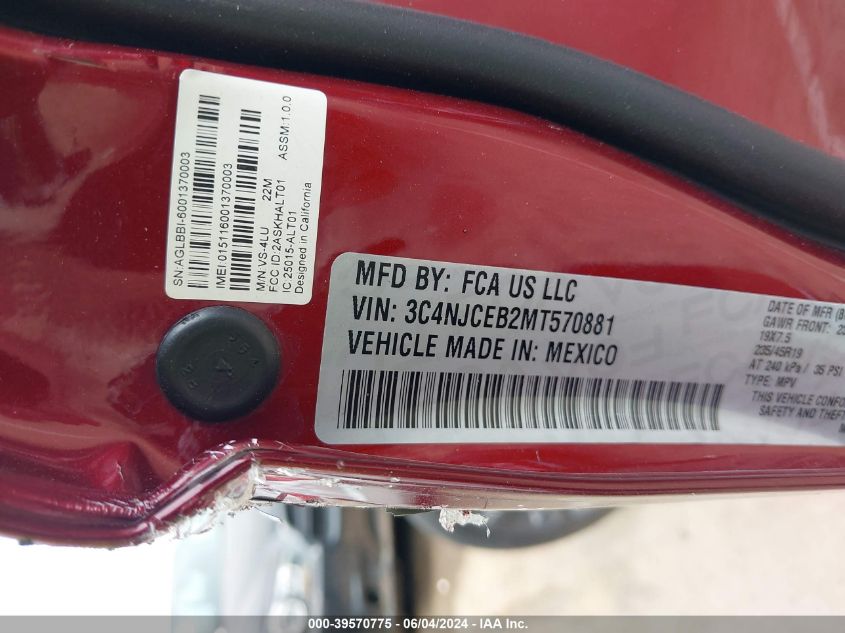 SN:AGLBBI-6001370003
IMEI 015116001370003
M/N VS-4LU 22M
FCC ID:2ASKHALT01 ASSM:1.0.0
IC:25015-ALT01
Designed in California
MFD BY: FCA US LLC
VIN: 3C4NJCEB2MT570881
VEHICLE MADE IN: MEXICO
DATE OF MFR
GAWR FRONT:
19X7.5
235/45R19
AT 240 kPa / 35 PSI
TYPE: MPV
THIS VEHICLE
SAFETY AND
000-39570775 - 06/04/2024 - IAA Inc.